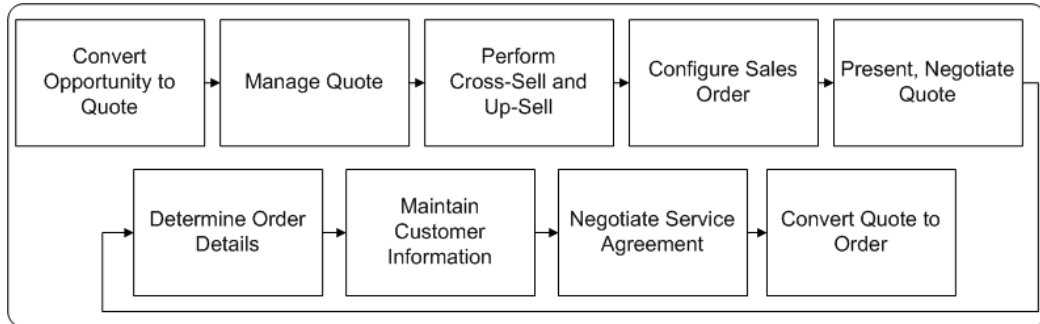 Convert
Opportunity to
Quote
Manage Quote
Perform
Cross-Sell and
Up-Sell
Configure Sales
Order
Present, Negotiate
Quote
Determine Order
Details
Maintain
Customer
Information
Negotiate Service
Agreement
Convert Quote to
Order